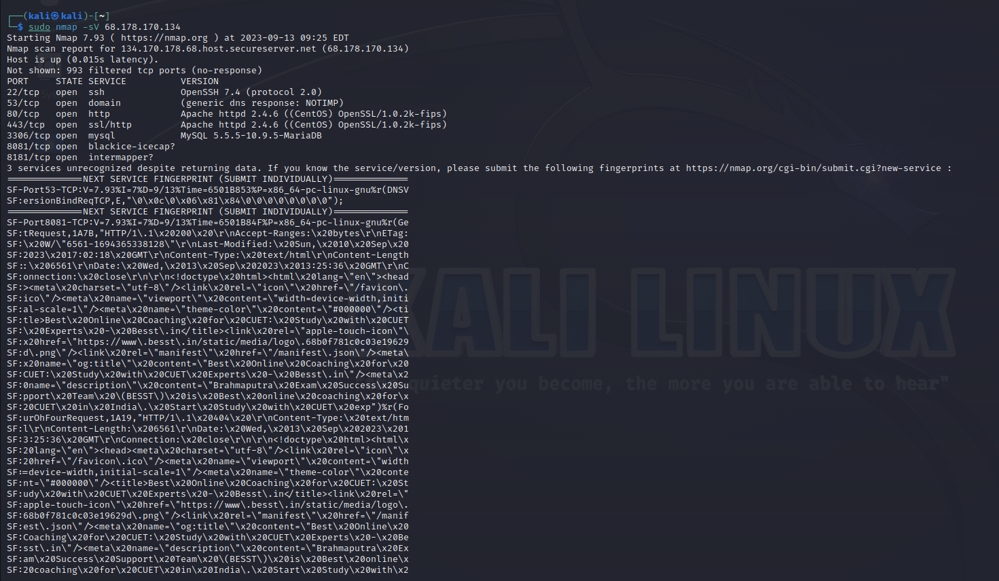 ┌──(kali㉿kali)-[~]
└─$ sudo nmap -sV 68.178.170.134
Starting Nmap 7.93 ( https://nmap.org ) at 2023-09-13 09:25 EDT
Nmap scan report for 134.170.178.68.host.secureserver.net (68.178.170.134)
Host is up (0.015s latency).
Not shown: 993 filtered tcp ports (no-response)
PORT     STATE SERVICE          VERSION
22/tcp   open  ssh              OpenSSH 7.4 (protocol 2.0)
53/tcp   open  domain           (generic dns response: NOTIMP)
80/tcp   open  http             Apache httpd 2.4.6 ((CentOS) OpenSSL/1.0.2k-fips)
443/tcp  open  ssl/http         Apache httpd 2.4.6 ((CentOS) OpenSSL/1.0.2k-fips)
3306/tcp open  mysql            MySQL 5.5.5-10.9.5-MariaDB
8081/tcp open  blackice-icecap?
8181/tcp open  intermapper?
3 services unrecognized despite returning data. If you know the service/version, please submit the following fingerprints at https://nmap.org/cgi-bin/submit.cgi?new-service :
==============NEXT SERVICE FINGERPRINT (SUBMIT INDIVIDUALLY)==============
SF-Port53-TCP:V=7.93%I=7%D=9/13%Time=6501B853%P=x86_64-pc-linux-gnu%r(DNSV
SF:ersionBindReqTCP,E,"\0\x0c\0\x06\x81\x84\0\0\0\0\0\0\0\0");
==============NEXT SERVICE FINGERPRINT (SUBMIT INDIVIDUALLY)==============
SF-Port8081-TCP:V=7.93%I=7%D=9/13%Time=6501B84F%P=x86_64-pc-linux-gnu%r(Ge
SF:tRequest,1A7B,"HTTP/1\.1\x20200\x20\r\nAccept-Ranges:\x20bytes\r\nETag:
SF:\x20W/\"6561-1694365338128\"\r\nLast-Modified:\x20Sun,\x2010\x20Sep\x20
SF:2023\x2017:02:18\x20GMT\r\nContent-Type:\x20text/html\r\nContent-Length
SF::\x206561\r\nDate:\x20Wed,\x2013\x20Sep\x202023\x2013:25:36\x20GMT\r\nC
SF:onnection:\x20close\r\n\r\n<!doctype\x20html><html\x20lang=\"en\"><head
SF:><meta\x20charset=\"utf-8\"/><link\x20rel=\"icon\"\x20href=\"/favicon\.
SF:ico\"/><meta\x20name=\"viewport\"\x20content=\"width=device-width,initi
SF:al-scale=1\"/><meta\x20name=\"theme-color\"\x20content=\"#000000\"/><ti
SF:tle>Best\x20Online\x20Coaching\x20for\x20CUET:\x20Study\x20with\x20CUET
SF:\x20Experts\x20-\x20Besst\.in</title><link\x20rel=\"apple-touch-icon\"\
SF:x20href=\"https://www\.besst\.in/static/media/logo\.68b0f781c0c03e19629
SF:d\.png\"/><link\x20rel=\"manifest\"\x20href=\"/manifest\.json\"/><meta\
SF:x20name=\"og:title\"\x20content=\"Best\x20Online\x20Coaching\x20for\x20
SF:CUET:\x20Study\x20with\x20CUET\x20Experts\x20-\x20Besst\.in\"/><meta\x2
SF:0name=\"description\"\x20content=\"Brahmaputra\x20Exam\x20Success\x20Su
SF:pport\x20Team\x20\(BESST\)\x20is\x20Best\x20online\x20coaching\x20for\x
SF:20CUET\x20in\x20India\.\x20Start\x20Study\x20with\x20CUET\x20exp")%r(Fo
SF:urOhFourRequest,1A19,"HTTP/1\.1\x20404\x20\r\nContent-Type:\x20text/htm
SF:l\r\nContent-Length:\x206561\r\nDate:\x20Wed,\x2013\x20Sep\x202023\x201
SF:3:25:36\x20GMT\r\nConnection:\x20close\r\n\r\n<!doctype\x20html><html\x
SF:20lang=\"en\"><head><meta\x20charset=\"utf-8\"/><link\x20rel=\"icon\"\x
SF:20href=\"/favicon\.ico\"/><meta\x20name=\"viewport\"\x20content=\"width
SF:=device-width,initial-scale=1\"/><meta\x20name=\"theme-color\"\x20conte
SF:nt=\"#000000\"/><title>Best\x20Online\x20Coaching\x20for\x20CUET:\x20St
SF:udy\x20with\x20CUET\x20Experts\x20-\x20Besst\.in</title><link\x20rel=\"
SF:apple-touch-icon\"\x20href=\"https://www\.besst\.in/static/media/logo\.
SF:68b0f781c0c03e19629d\.png\"/><link\x20rel=\"manifest\"\x20href=\"/manif
SF:est\.json\"/><meta\x20name=\"og:title\"\x20content=\"Best\x20Online\x20
SF:Coaching\x20for\x20CUET:\x20Study\x20with\x20CUET\x20Experts\x20-\x20Be
SF:sst\.in\"/><meta\x20name=\"description\"\x20content=\"Brahmaputra\x20Ex
SF:am\x20Success\x20Support\x20Team\x20\(BESST\)\x20is\x20Best\x20online\x
SF:20coaching\x20for\x20CUET\x20in\x20India\.\x20Start\x20Study\x20with\x2
KALI LINUX
quieter you become, the more you are able to hear"